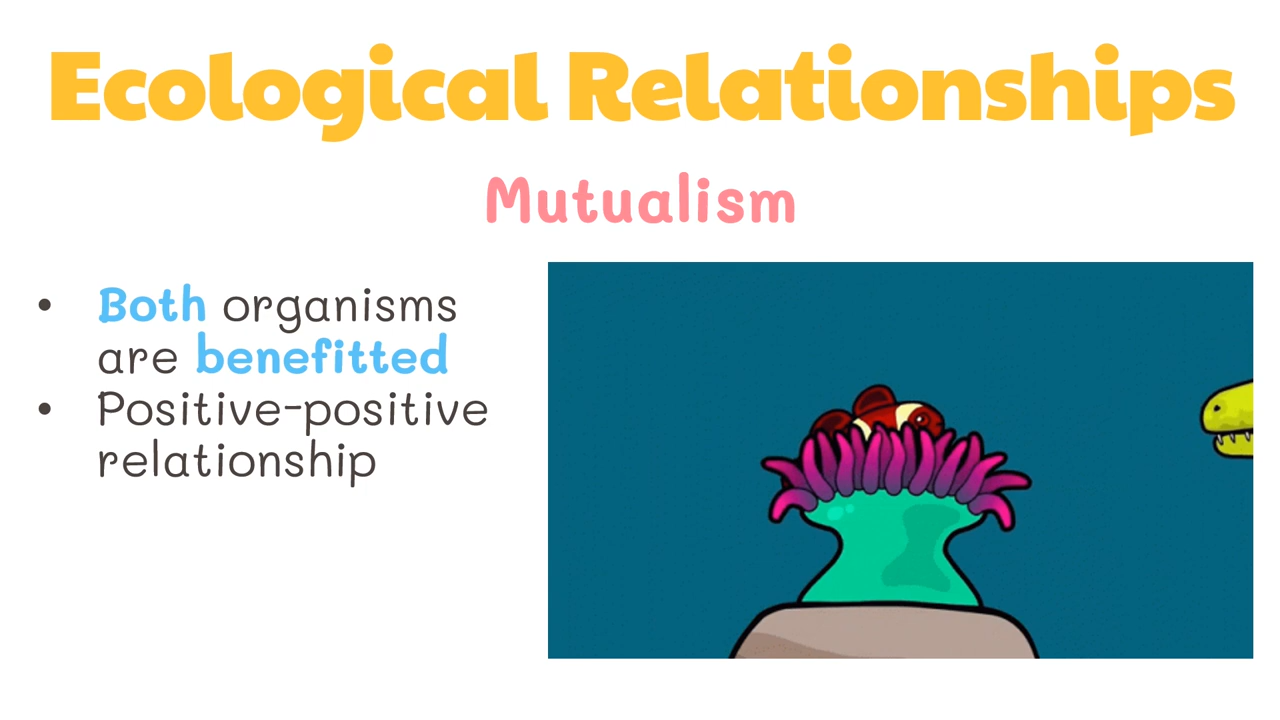 Ecological Relationships
Mutualism
• Both organisms
are benefitted
• Positive-positive
relationship